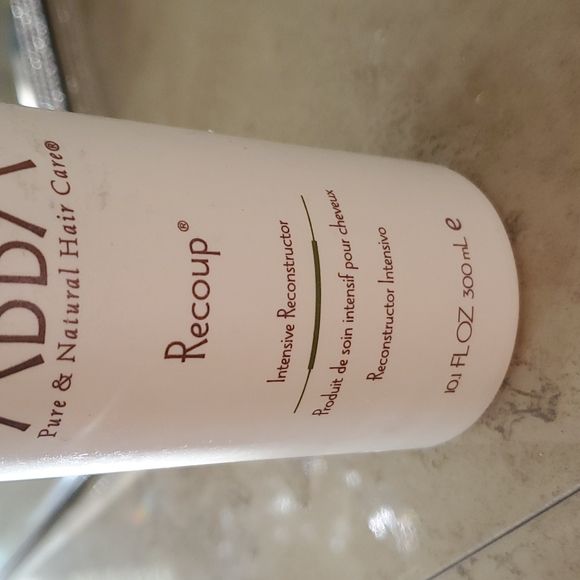 ABBA
Pure & Natural Hair Care®
Recoup®
Intensive Reconstructor
Produit de soin intensif pour cheveux
Reconstructor Intensivo
10.1 FL OZ 300 mL e